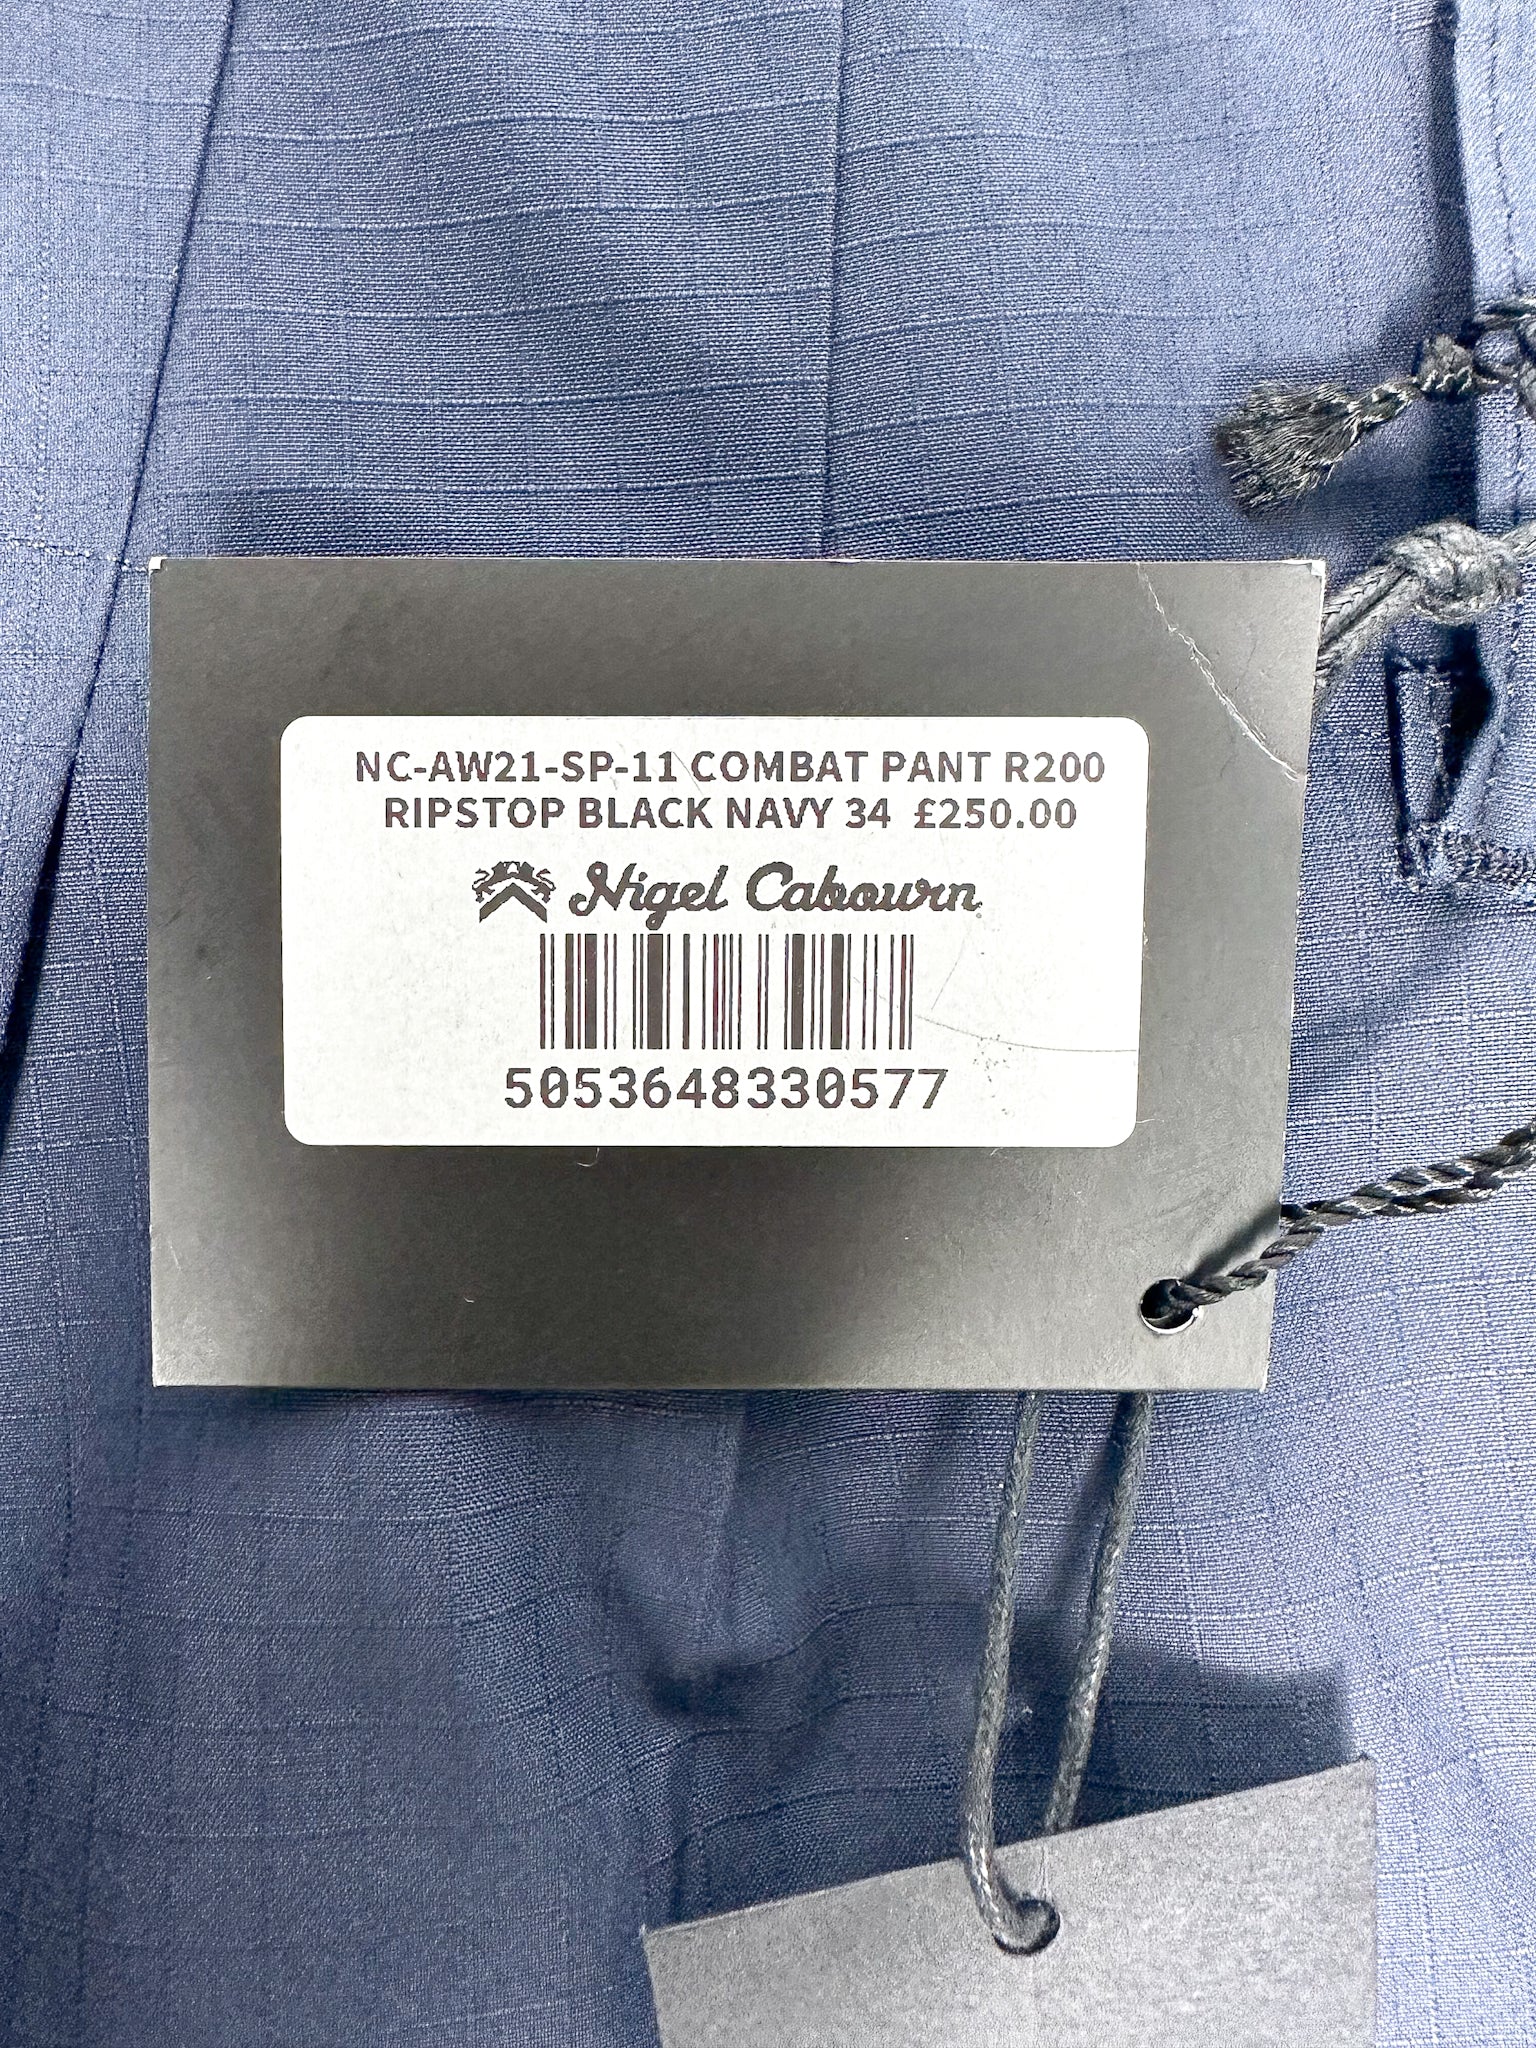 NC-AW21-SP-11 COMBAT PANT R200
RIPSTOP BLACK NAVY 34 £250.00
Nigel Cabourn
5053648330577